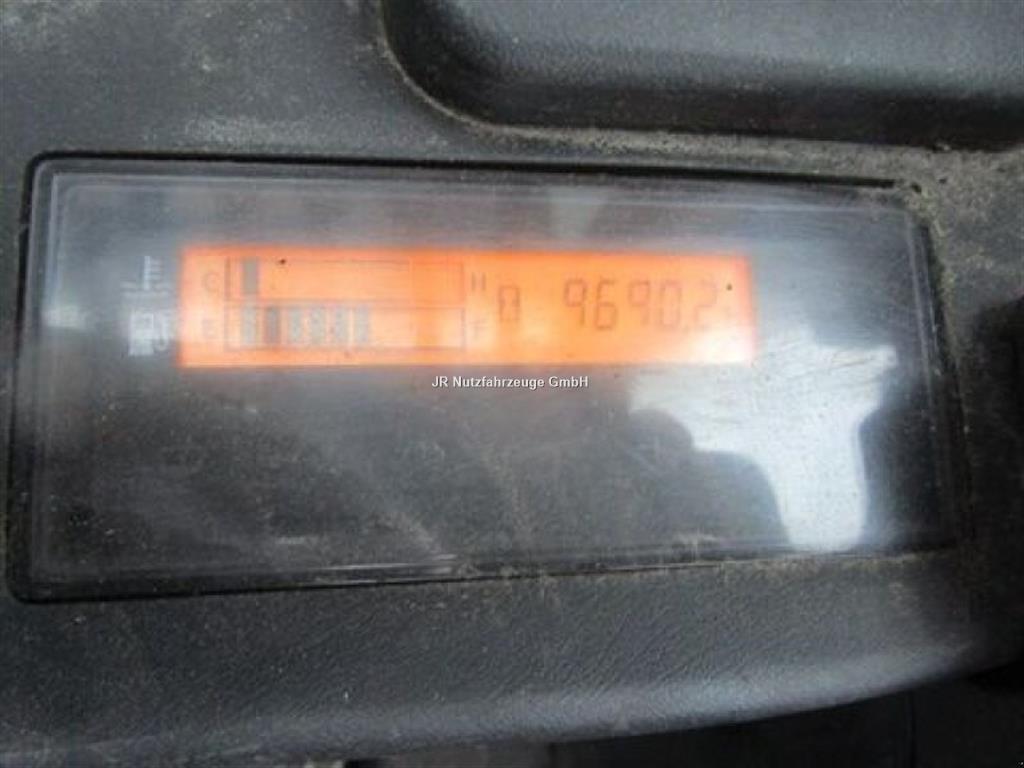 C H 0 9690.2
E F
JR Nutzfahrzeuge GmbH